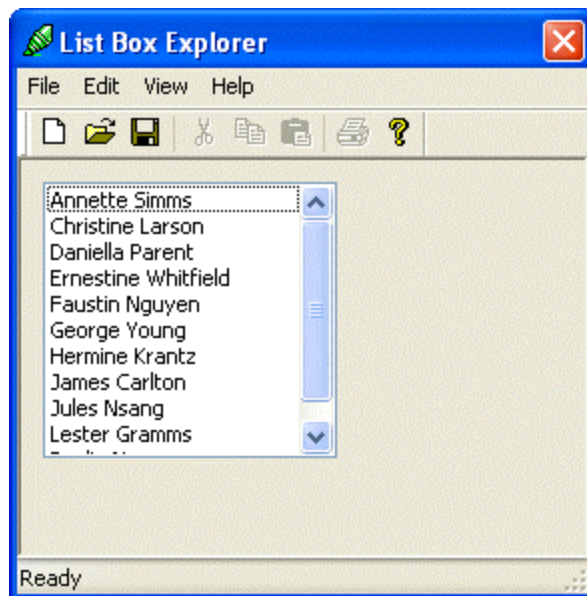 List Box Explorer
File Edit View Help
Annette Simms
Christine Larson
Daniella Parent
Ernestine Whitfield
Faustin Nguyen
George Young
Hermine Krantz
James Carlton
Jules Nsang
Lester Gramms
Ready